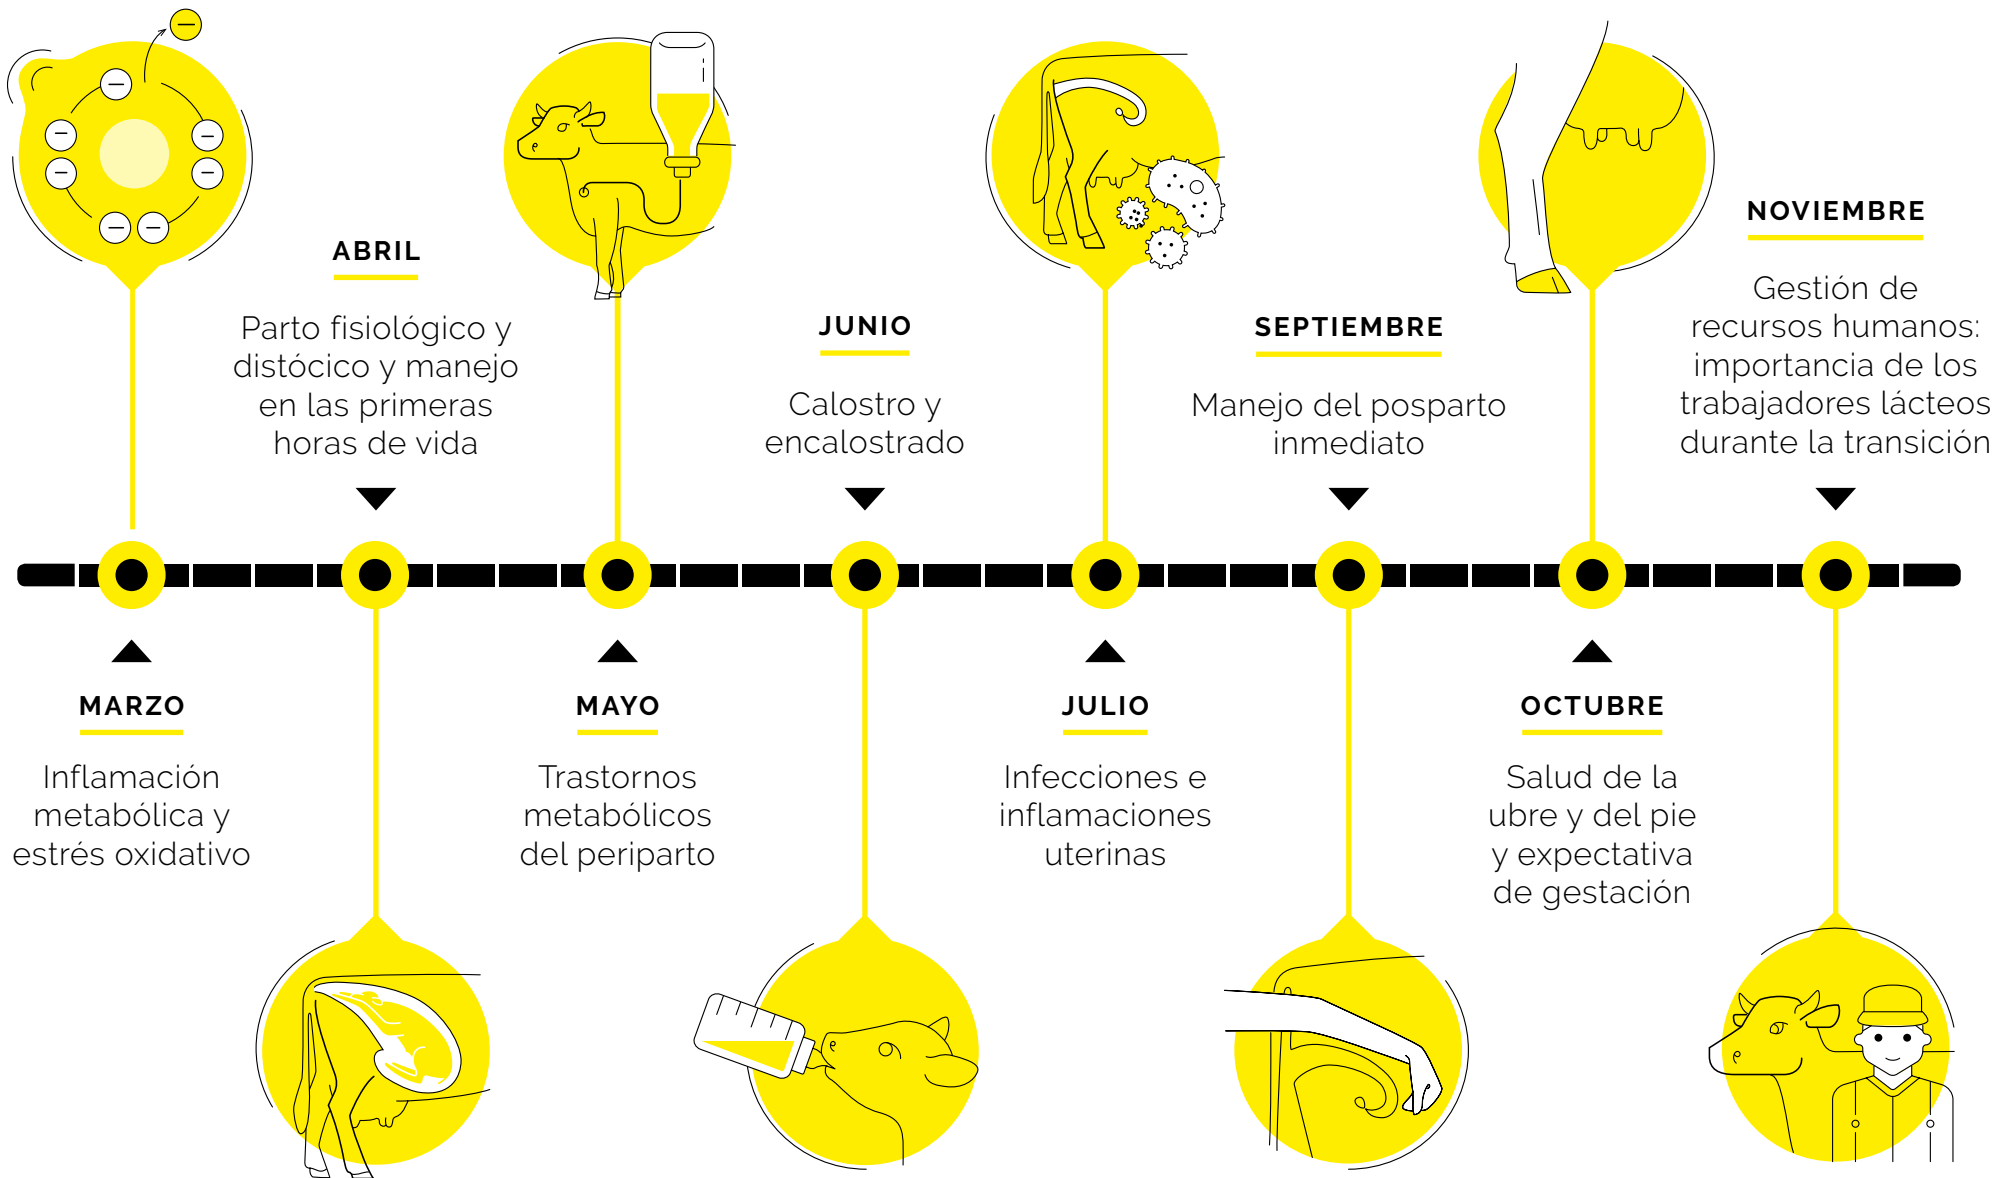 MARZO
Inflamación
metabólica y
estrés oxidativo
ABRIL
Parto fisiológico y
distócico y manejo
en las primeras
horas de vida
MAYO
Trastornos
metabólicos
del periparto
JUNIO
Calostro y
encalostrado
JULIO
Infecciones e
inflamaciones
uterinas
SEPTIEMBRE
Manejo del posparto
inmediato
OCTUBRE
Salud de la
ubre y del pie
y expectativa
de gestación
NOVIEMBRE
Gestión de
recursos humanos:
importancia de los
trabajadores lácteos
durante la transición